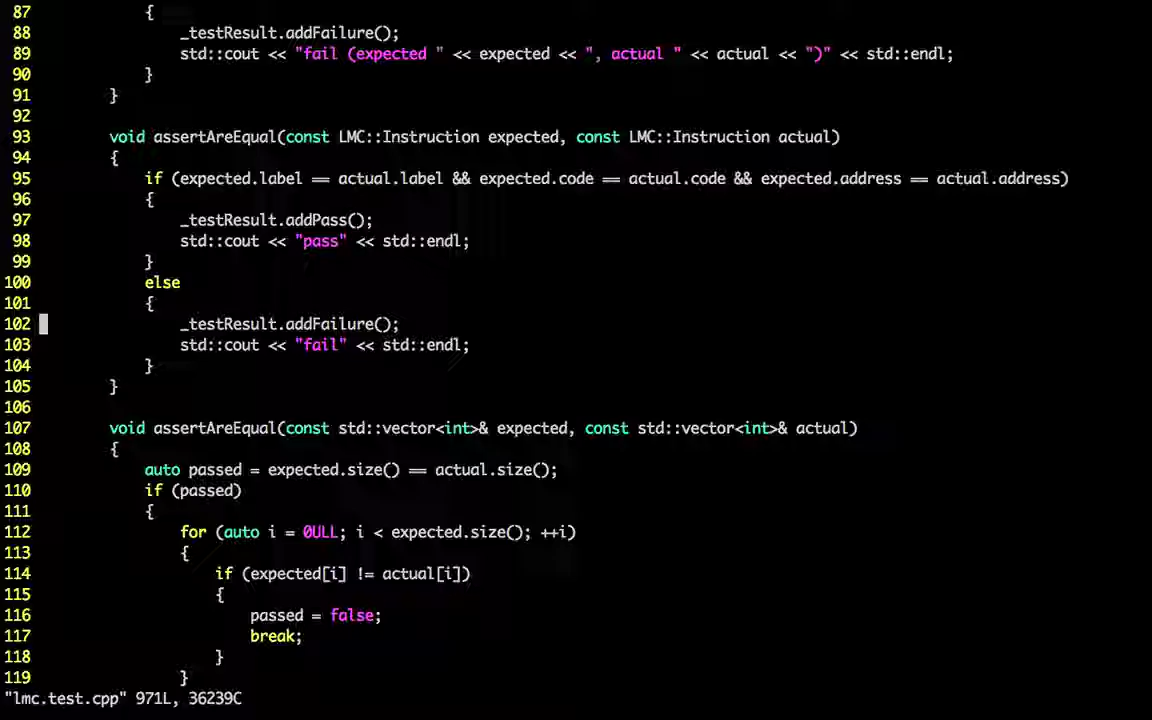 87             {
88                 _testResult.addFailure();
89                 std::cout << "fail (expected " << expected << ", actual " << actual << ")" << std::endl;
90             }
91         }
92
93         void assertAreEqual(const LMC::Instruction expected, const LMC::Instruction actual)
94         {
95             if (expected.label == actual.label && expected.code == actual.code && expected.address == actual.address)
96             {
97                 _testResult.addPass();
98                 std::cout << "pass" << std::endl;
99             }
100             else
101             {
102                 _testResult.addFailure();
103                 std::cout << "fail" << std::endl;
104             }
105         }
106
107         void assertAreEqual(const std::vector<int>& expected, const std::vector<int>& actual)
108         {
109             auto passed = expected.size() == actual.size();
110             if (passed)
111             {
112                 for (auto i = 0ULL; i < expected.size(); ++i)
113                 {
114                     if (expected[i] != actual[i])
115                     {
116                         passed = false;
117                         break;
118                     }
119                 }
"lmc.test.cpp" 971L, 36239C